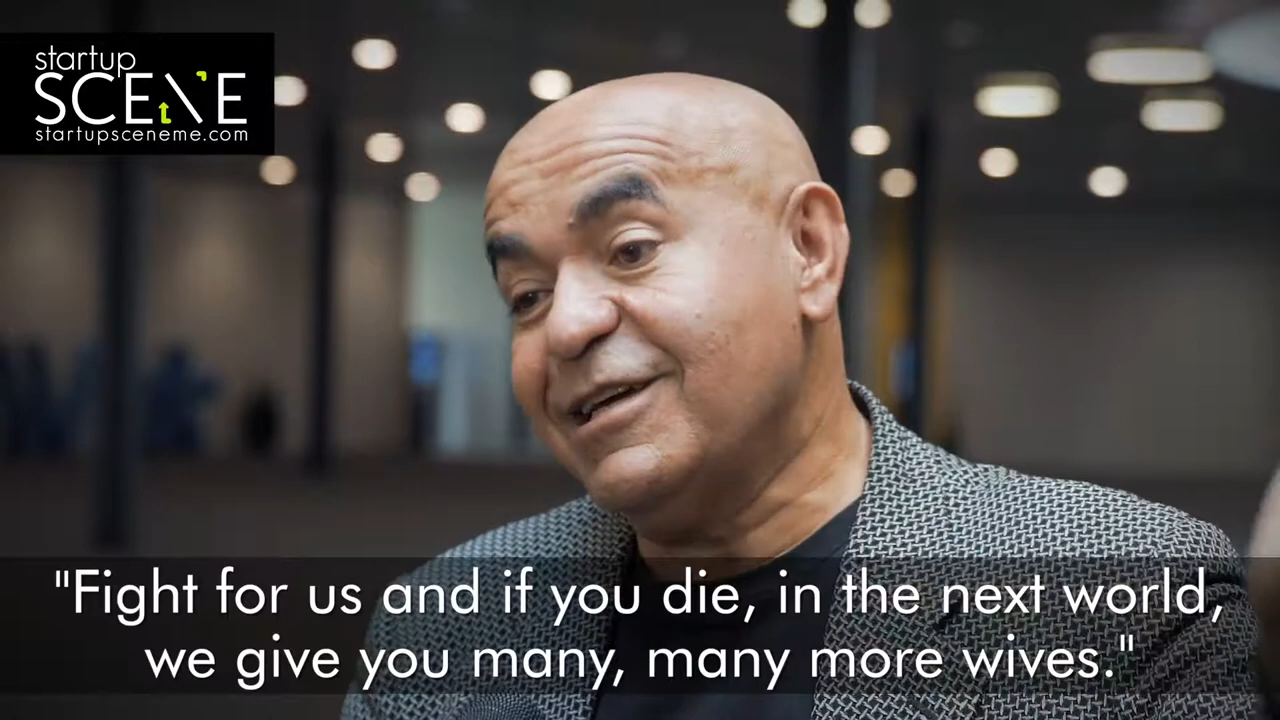 startup
SCENE
startupsceneme.com
"Fight for us and if you die, in the next world,
we give you many, many more wives."